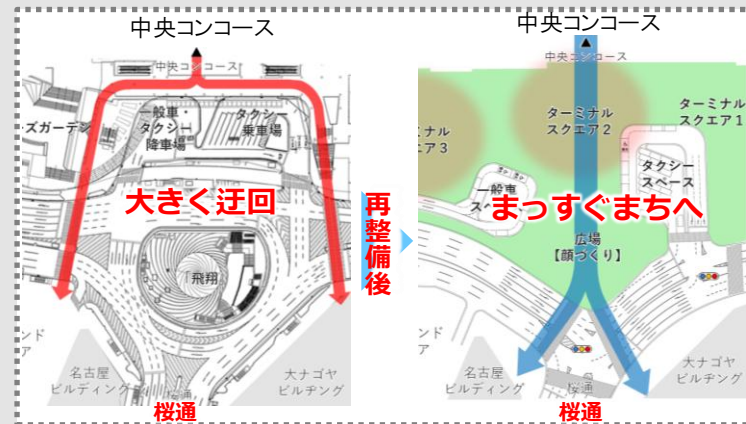 中央コンコース
中央コンコース
一般車・
タクシー
降車場
タクシー
乗車場
ズガーデン
大きく迂回
「飛翔」
名古屋
ビルディング
桜通
大ナゴヤ
ビルヂング
桜通
再整備後
中央コンコース
中央コンコース
ターミナル
スクエア2
ターミナル
スクエア1
ナル
エア3
タクシー
スペース
一般車
まっすぐまちへ
広場
【顔づくり】
名古屋
ビルディング
桜通
大ナゴヤ
ビルヂング
桜通